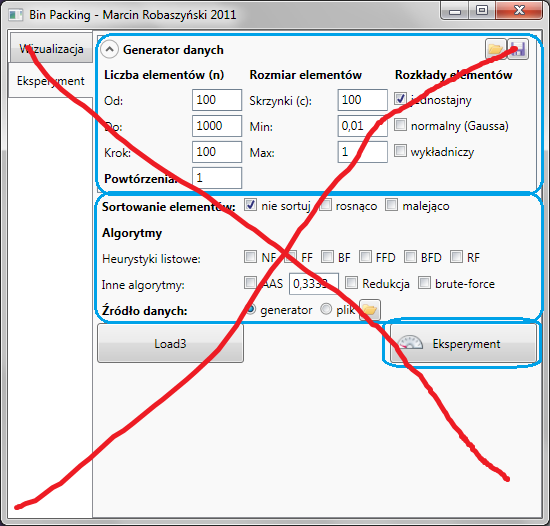 Bin Packing - Marcin Robaszyński 2011
Wizualizacja
Eksperyment
Generator danych
Liczba elementów (n) Rozmiar elementów Rozkłady elementów
Od: 100 Skrzynki (c): 100 jednostajny
Do: 1000 Min: 0,01 normalny (Gaussa)
Krok: 100 Max: 1 wykładniczy
Powtórzenia: 1
Sortowanie elementów: nie sortuj rosnąco malejąco
Algorytmy
Heurystyki listowe: NF FF BF FFD BFD RF
Inne algorytmy: AAS 0,3333 Redukcja brute-force
Źródło danych: generator plik
Load3 Eksperyment